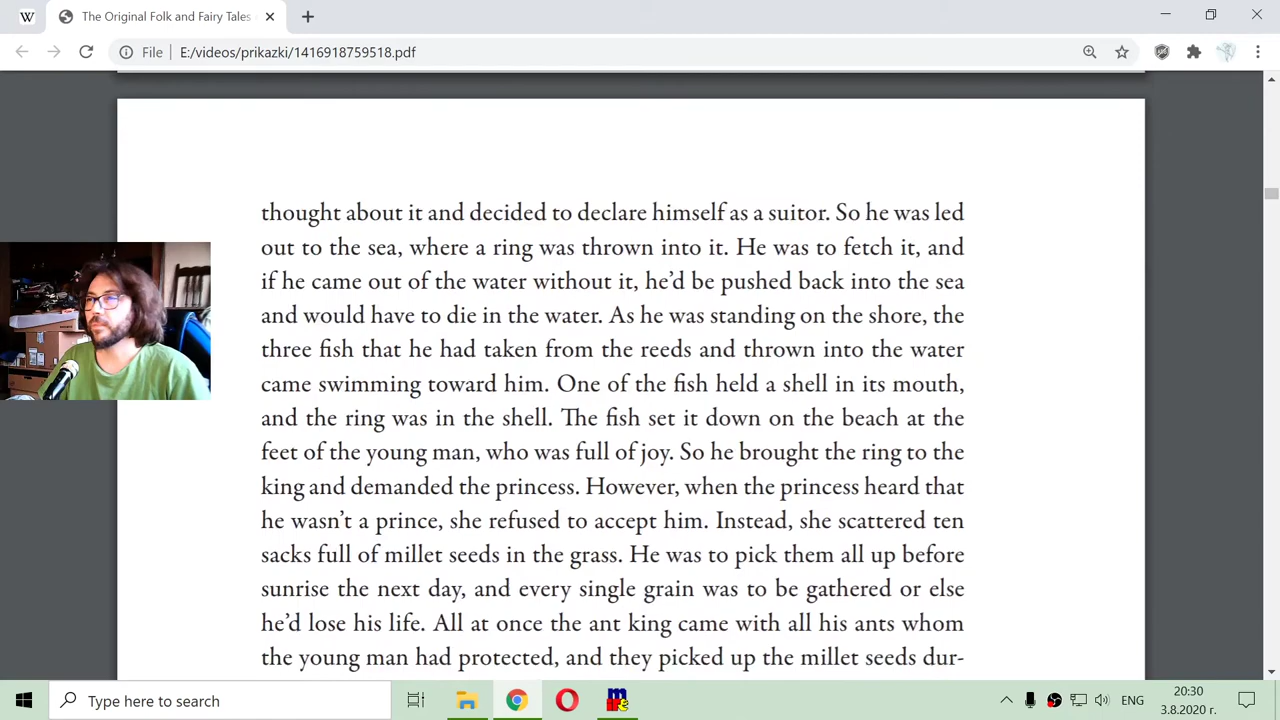 The Original Folk and Fairy Tales
File
E:/videos/prikazki/1416918759518.pdf
thought about it and decided to declare himself as a suitor. So he was led
out to the sea, where a ring was thrown into it. He was to fetch it, and
if he came out of the water without it, he’d be pushed back into the sea
and would have to die in the water. As he was standing on the shore, the
three fish that he had taken from the reeds and thrown into the water
came swimming toward him. One of the fish held a shell in its mouth,
and the ring was in the shell. The fish set it down on the beach at the
feet of the young man, who was full of joy. So he brought the ring to the
king and demanded the princess. However, when the princess heard that
he wasn’t a prince, she refused to accept him. Instead, she scattered ten
sacks full of millet seeds in the grass. He was to pick them all up before
sunrise the next day, and every single grain was to be gathered or else
he’d lose his life. All at once the ant king came with all his ants whom
the young man had protected, and they picked up the millet seeds dur-
Type here to search
ЕНГ
20:30
3.8.2020 г.